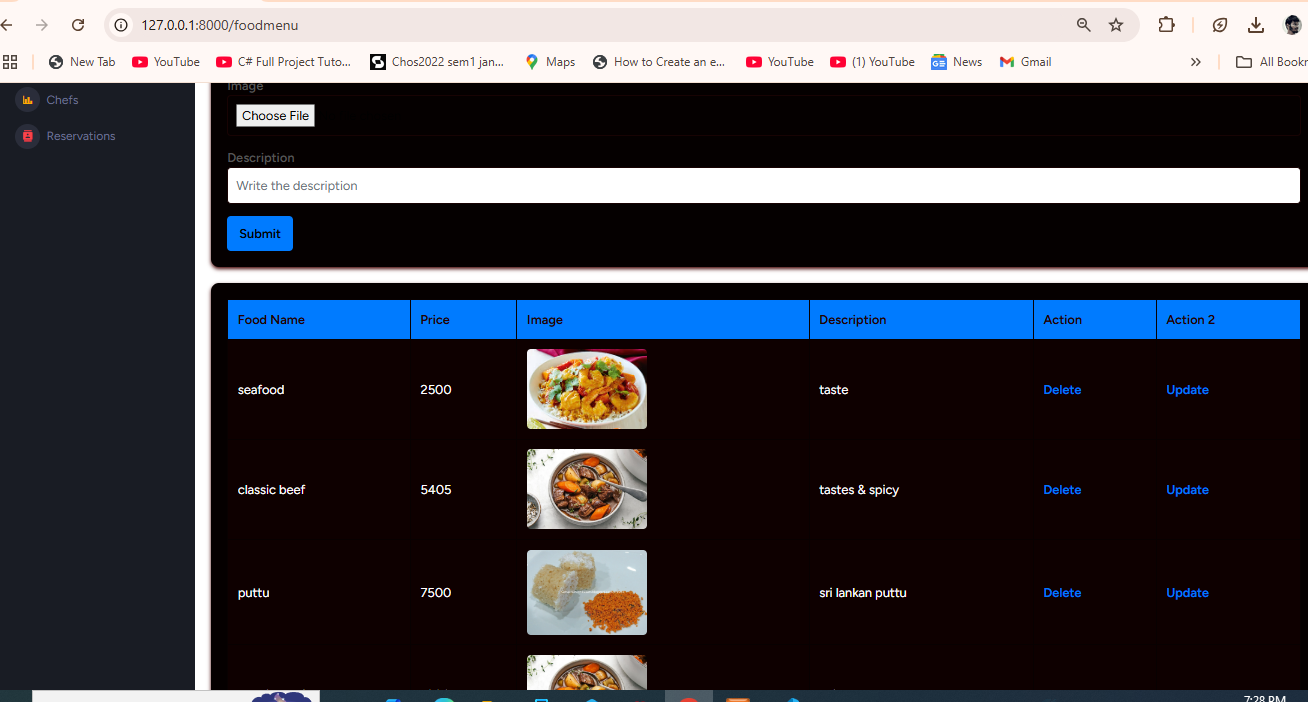 127.0.0.1:8000/foodmenu
New Tab YouTube C# Full Project Tuto... Chos2022 sem1 jan... Maps How to Create an e... YouTube (1) YouTube News Gmail All Bookr
Chefs
Reservations
Image
Choose File
Description
Write the description
Submit
Food Name Price Image Description Action Action 2
seafood 2500 taste Delete Update
classic beef 5405 tastes & spicy Delete Update
puttu 7500 sri lankan puttu Delete Update
7:28 PM